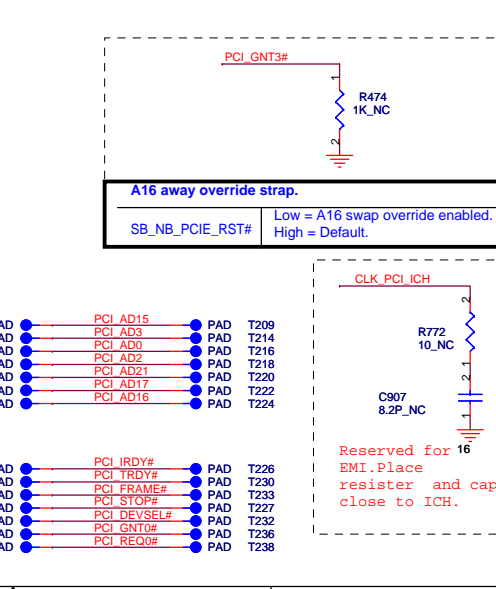 PCI_GNT3#
1
R474
1K_NC
2
A16 away override strap.
SB_NB_PCIE_RST#
Low = A16 swap override enabled.
High = Default.
CLK_PCI_ICH
2
R772
10_NC
1
2
C907
8.2P_NC
1
Reserved for 16
EMI.Place
resister and cap
close to ICH.
AD PCI_AD15 PAD T209
AD PCI_AD3 PAD T214
AD PCI_AD0 PAD T216
AD PCI_AD2 PAD T218
AD PCI_AD21 PAD T220
AD PCI_AD17 PAD T222
AD PCI_AD16 PAD T224
AD PCI_IRDY# PAD T226
AD PCI_TRDY# PAD T230
AD PCI_FRAME# PAD T233
AD PCI_STOP# PAD T227
AD PCI_DEVSEL# PAD T232
AD PCI_GNT0# PAD T236
AD PCI_REQ0# PAD T238